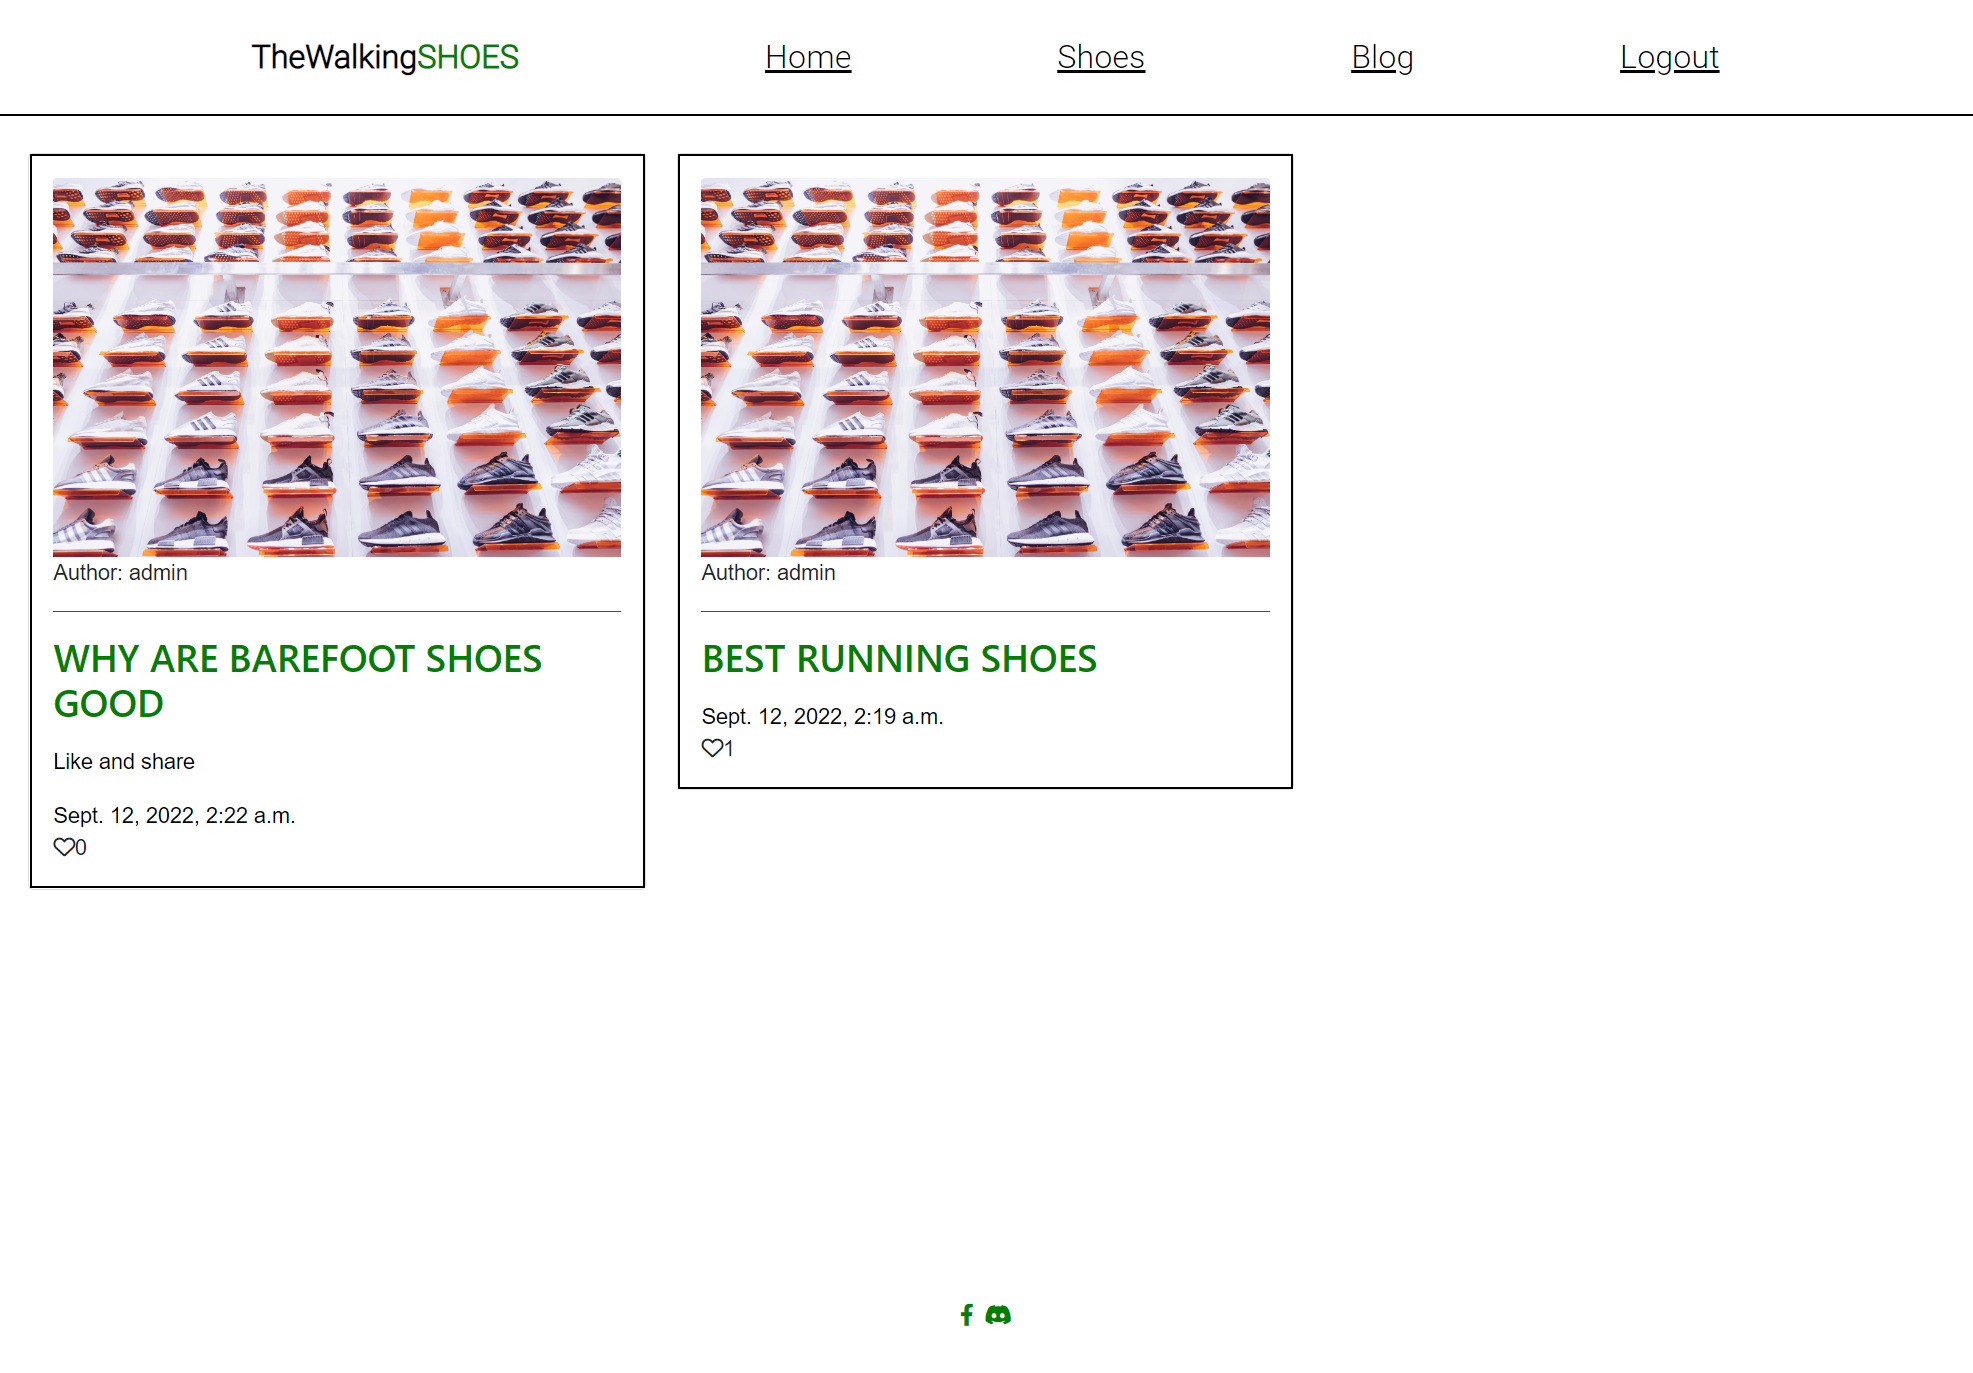 TheWalkingSHOES
Home
Shoes
Blog
Logout
Author: admin
WHY ARE BAREFOOT SHOES
GOOD
Like and share
Sept. 12, 2022, 2:22 a.m.
0
Author: admin
BEST RUNNING SHOES
Sept. 12, 2022, 2:19 a.m.
1